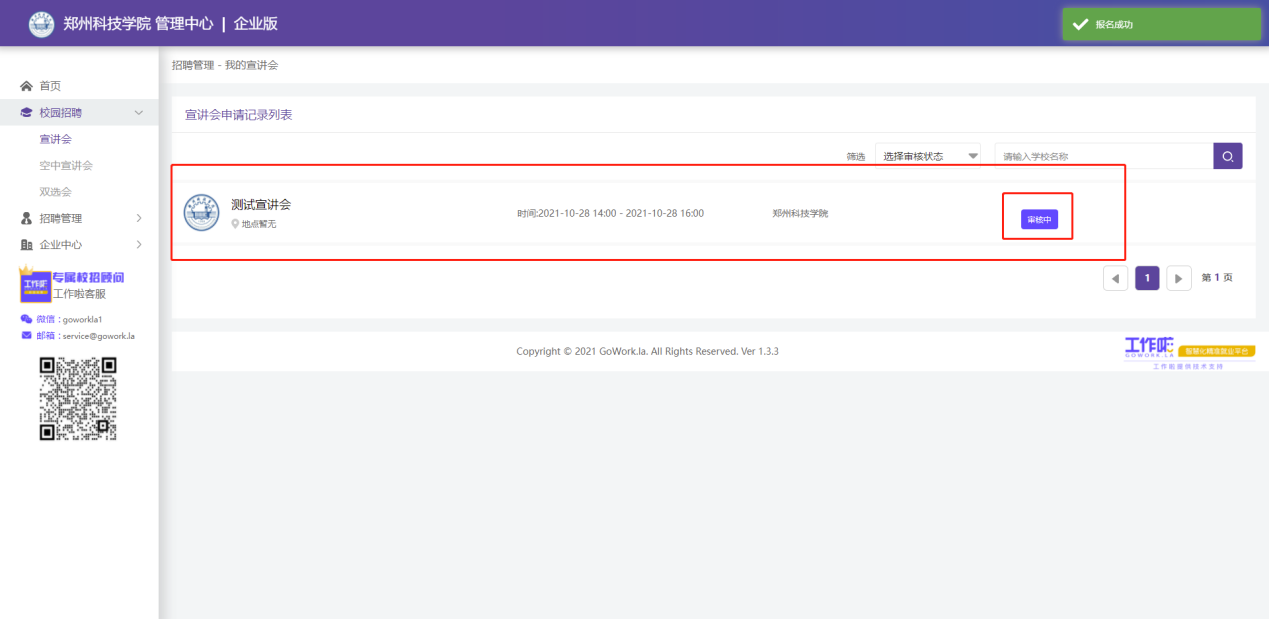 郑州科技学院 管理中心 | 企业版
报名成功
招聘管理 - 我的宣讲会
首页
校园招聘
宣讲会
空中宣讲会
双选会
招聘管理
企业中心
工作啦
专属校招顾问
工作啦客服
微信：goworkla1
邮箱：service@gowork.la
宣讲会申请记录列表
筛选
选择审核状态
请输入学校名称
测试宣讲会
地点暂无
时间:2021-10-28 14:00 - 2021-10-28 16:00
郑州科技学院
审核中
1
第 1 页
Copyright © 2021 GoWork.la. All Rights Reserved. Ver 1.3.3
工作啦
GOWORK.LA
智慧化精准就业平台
工作啦提供技术支持